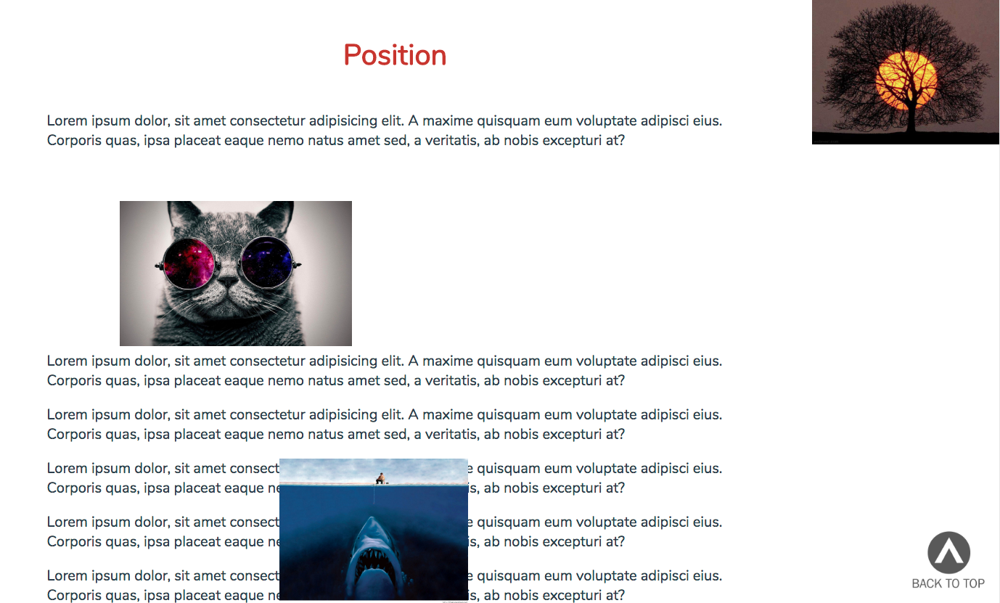 Position
Lorem ipsum dolor, sit amet consectetur adipisicing elit. A maxime quisquam eum voluptate adipisci eius.
Corporis quas, ipsa placeat eaque nemo natus amet sed, a veritatis, ab nobis excepturi at?
Lorem ipsum dolor, sit amet consectetur adipisicing elit. A maxime quisquam eum voluptate adipisci eius.
Corporis quas, ipsa placeat eaque nemo natus amet sed, a veritatis, ab nobis excepturi at?
Lorem ipsum dolor, sit amet consectetur adipisicing elit. A maxime quisquam eum voluptate adipisci eius.
Corporis quas, ipsa placeat eaque nemo natus amet sed, a veritatis, ab nobis excepturi at?
Lorem ipsum dolor, sit amet consect e quisquam eum voluptate adipisci eius.
Corporis quas, ipsa placeat eaque ne is, ab nobis excepturi at?
Lorem ipsum dolor, sit amet consect e quisquam eum voluptate adipisci eius.
Corporis quas, ipsa placeat eaque ne is, ab nobis excepturi at?
Lorem ipsum dolor, sit amet consect e quisquam eum voluptate adipisci eius.
Corporis quas, ipsa placeat eaque ne is, ab nobis excepturi at?
BACK TO TOP